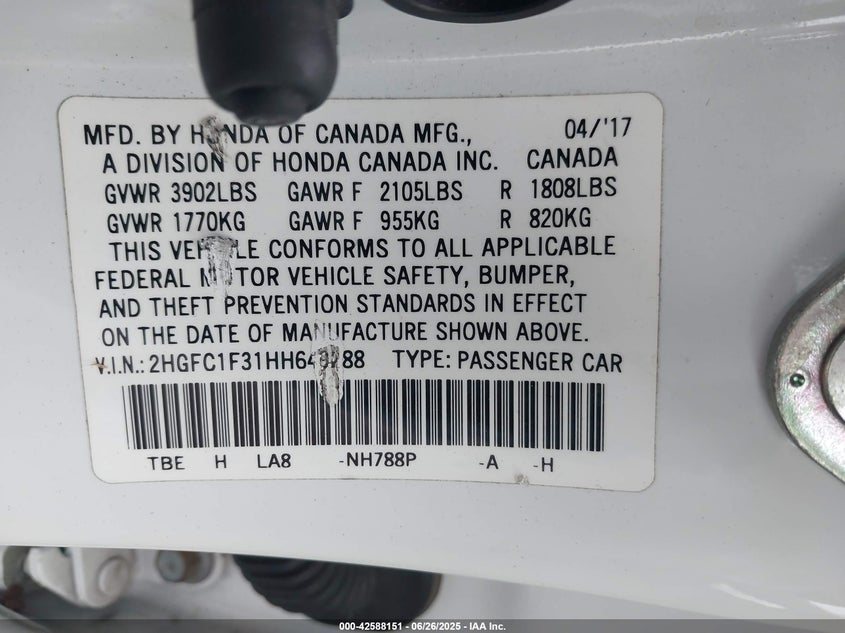 MFD. BY HONDA OF CANADA MFG., 04/'17
A DIVISION OF HONDA CANADA INC. CANADA
GVWR 3902LBS GAWR F 2105LBS R 1808LBS
GVWR 1770KG GAWR F 955KG R 820KG
THIS VEHICLE CONFORMS TO ALL APPLICABLE
FEDERAL MOTOR VEHICLE SAFETY, BUMPER,
AND THEFT PREVENTION STANDARDS IN EFFECT
ON THE DATE OF MANUFACTURE SHOWN ABOVE.
V.I.N.: TYPE: PASSENGER CAR
TBE H LA8 -NH788P -A -H
000-42588151 | 06/26/2025 - IAA Inc.